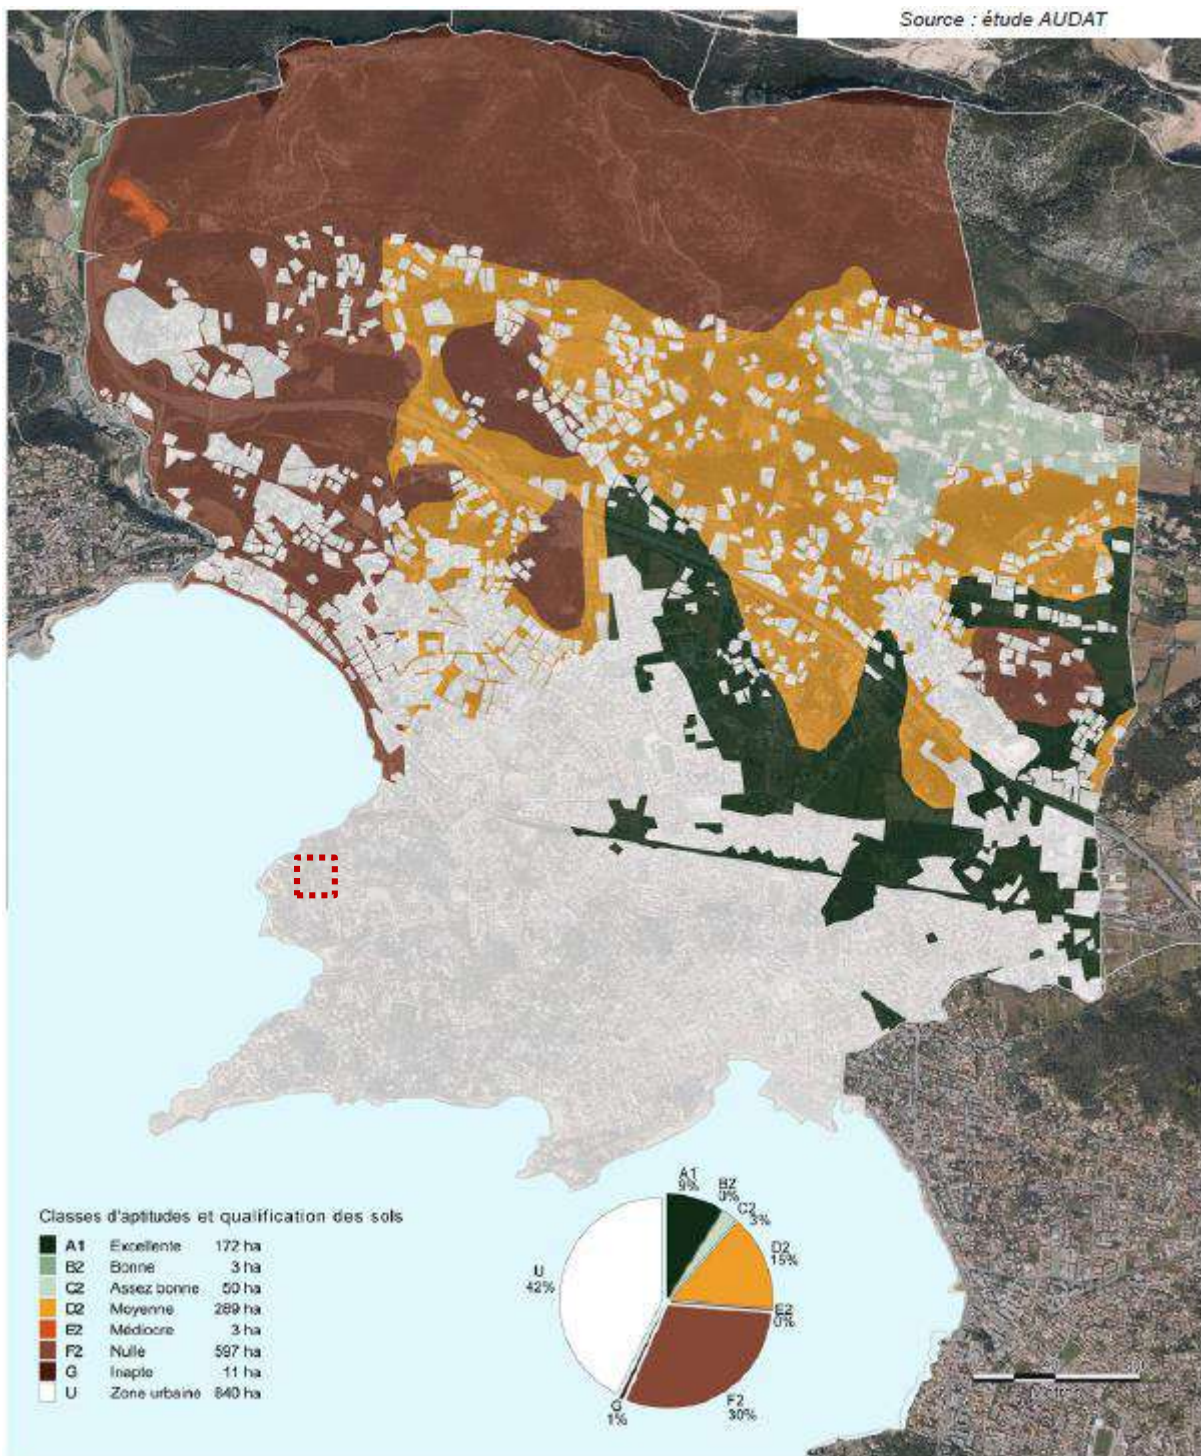 Source : étude AUDAT
Classes d'aptitudes et qualification des sols
A1 Excellente 172 ha
B2 Bonne 3 ha
C2 Assez bonne 50 ha
D2 Moyenne 289 ha
E2 Médiocre 3 ha
F2 Nulle 597 ha
G Inapte 11 ha
U Zone urbaine 840 ha
A1
9%
B2
0%
C2
3%
D2
15%
E2
0%
F2
30%
G
1%
U
42%